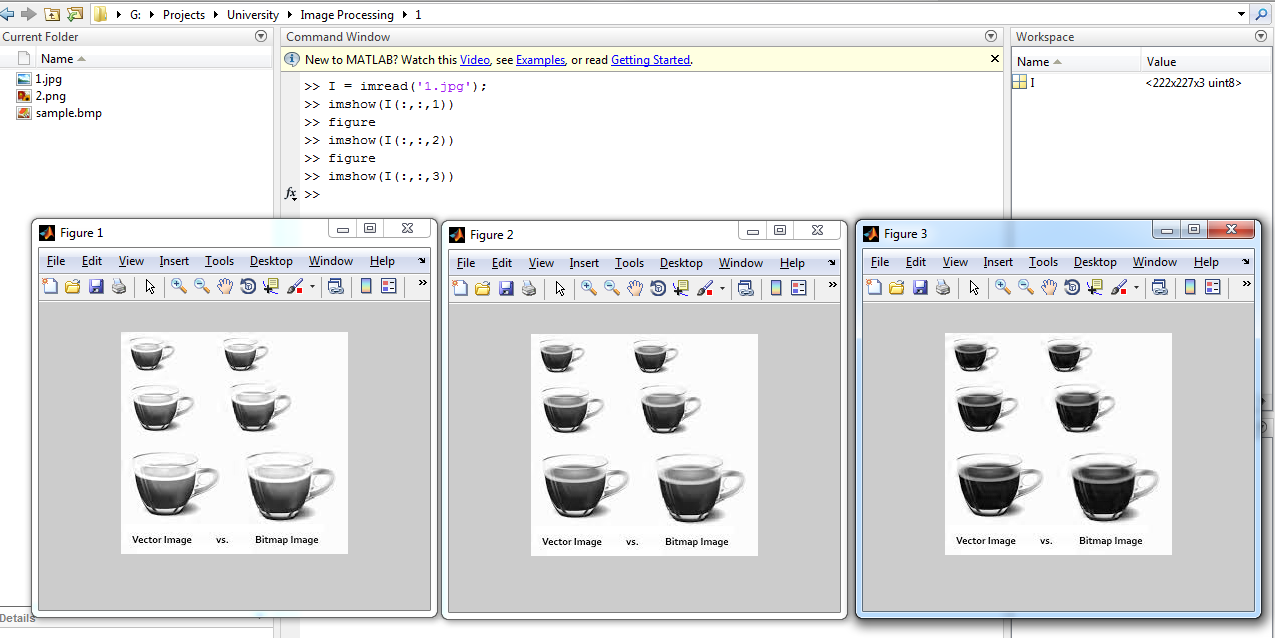 G: Projects University Image Processing 1
Current Folder
Name
1.jpg
2.png
sample.bmp
Command Window
New to MATLAB? Watch this Video, see Examples, or read Getting Started.
>> I = imread('1.jpg');
>> imshow(I(:,:,1))
>> figure
>> imshow(I(:,:,2))
>> figure
>> imshow(I(:,:,3))
fx >>
Workspace
Name Value
I <222x227x3 uint8>
Figure 1
File Edit View Insert Tools Desktop Window Help
Vector Image vs. Bitmap Image
Figure 2
File Edit View Insert Tools Desktop Window Help
Vector Image vs. Bitmap Image
Figure 3
File Edit View Insert Tools Desktop Window Help
Vector Image vs. Bitmap Image
Details